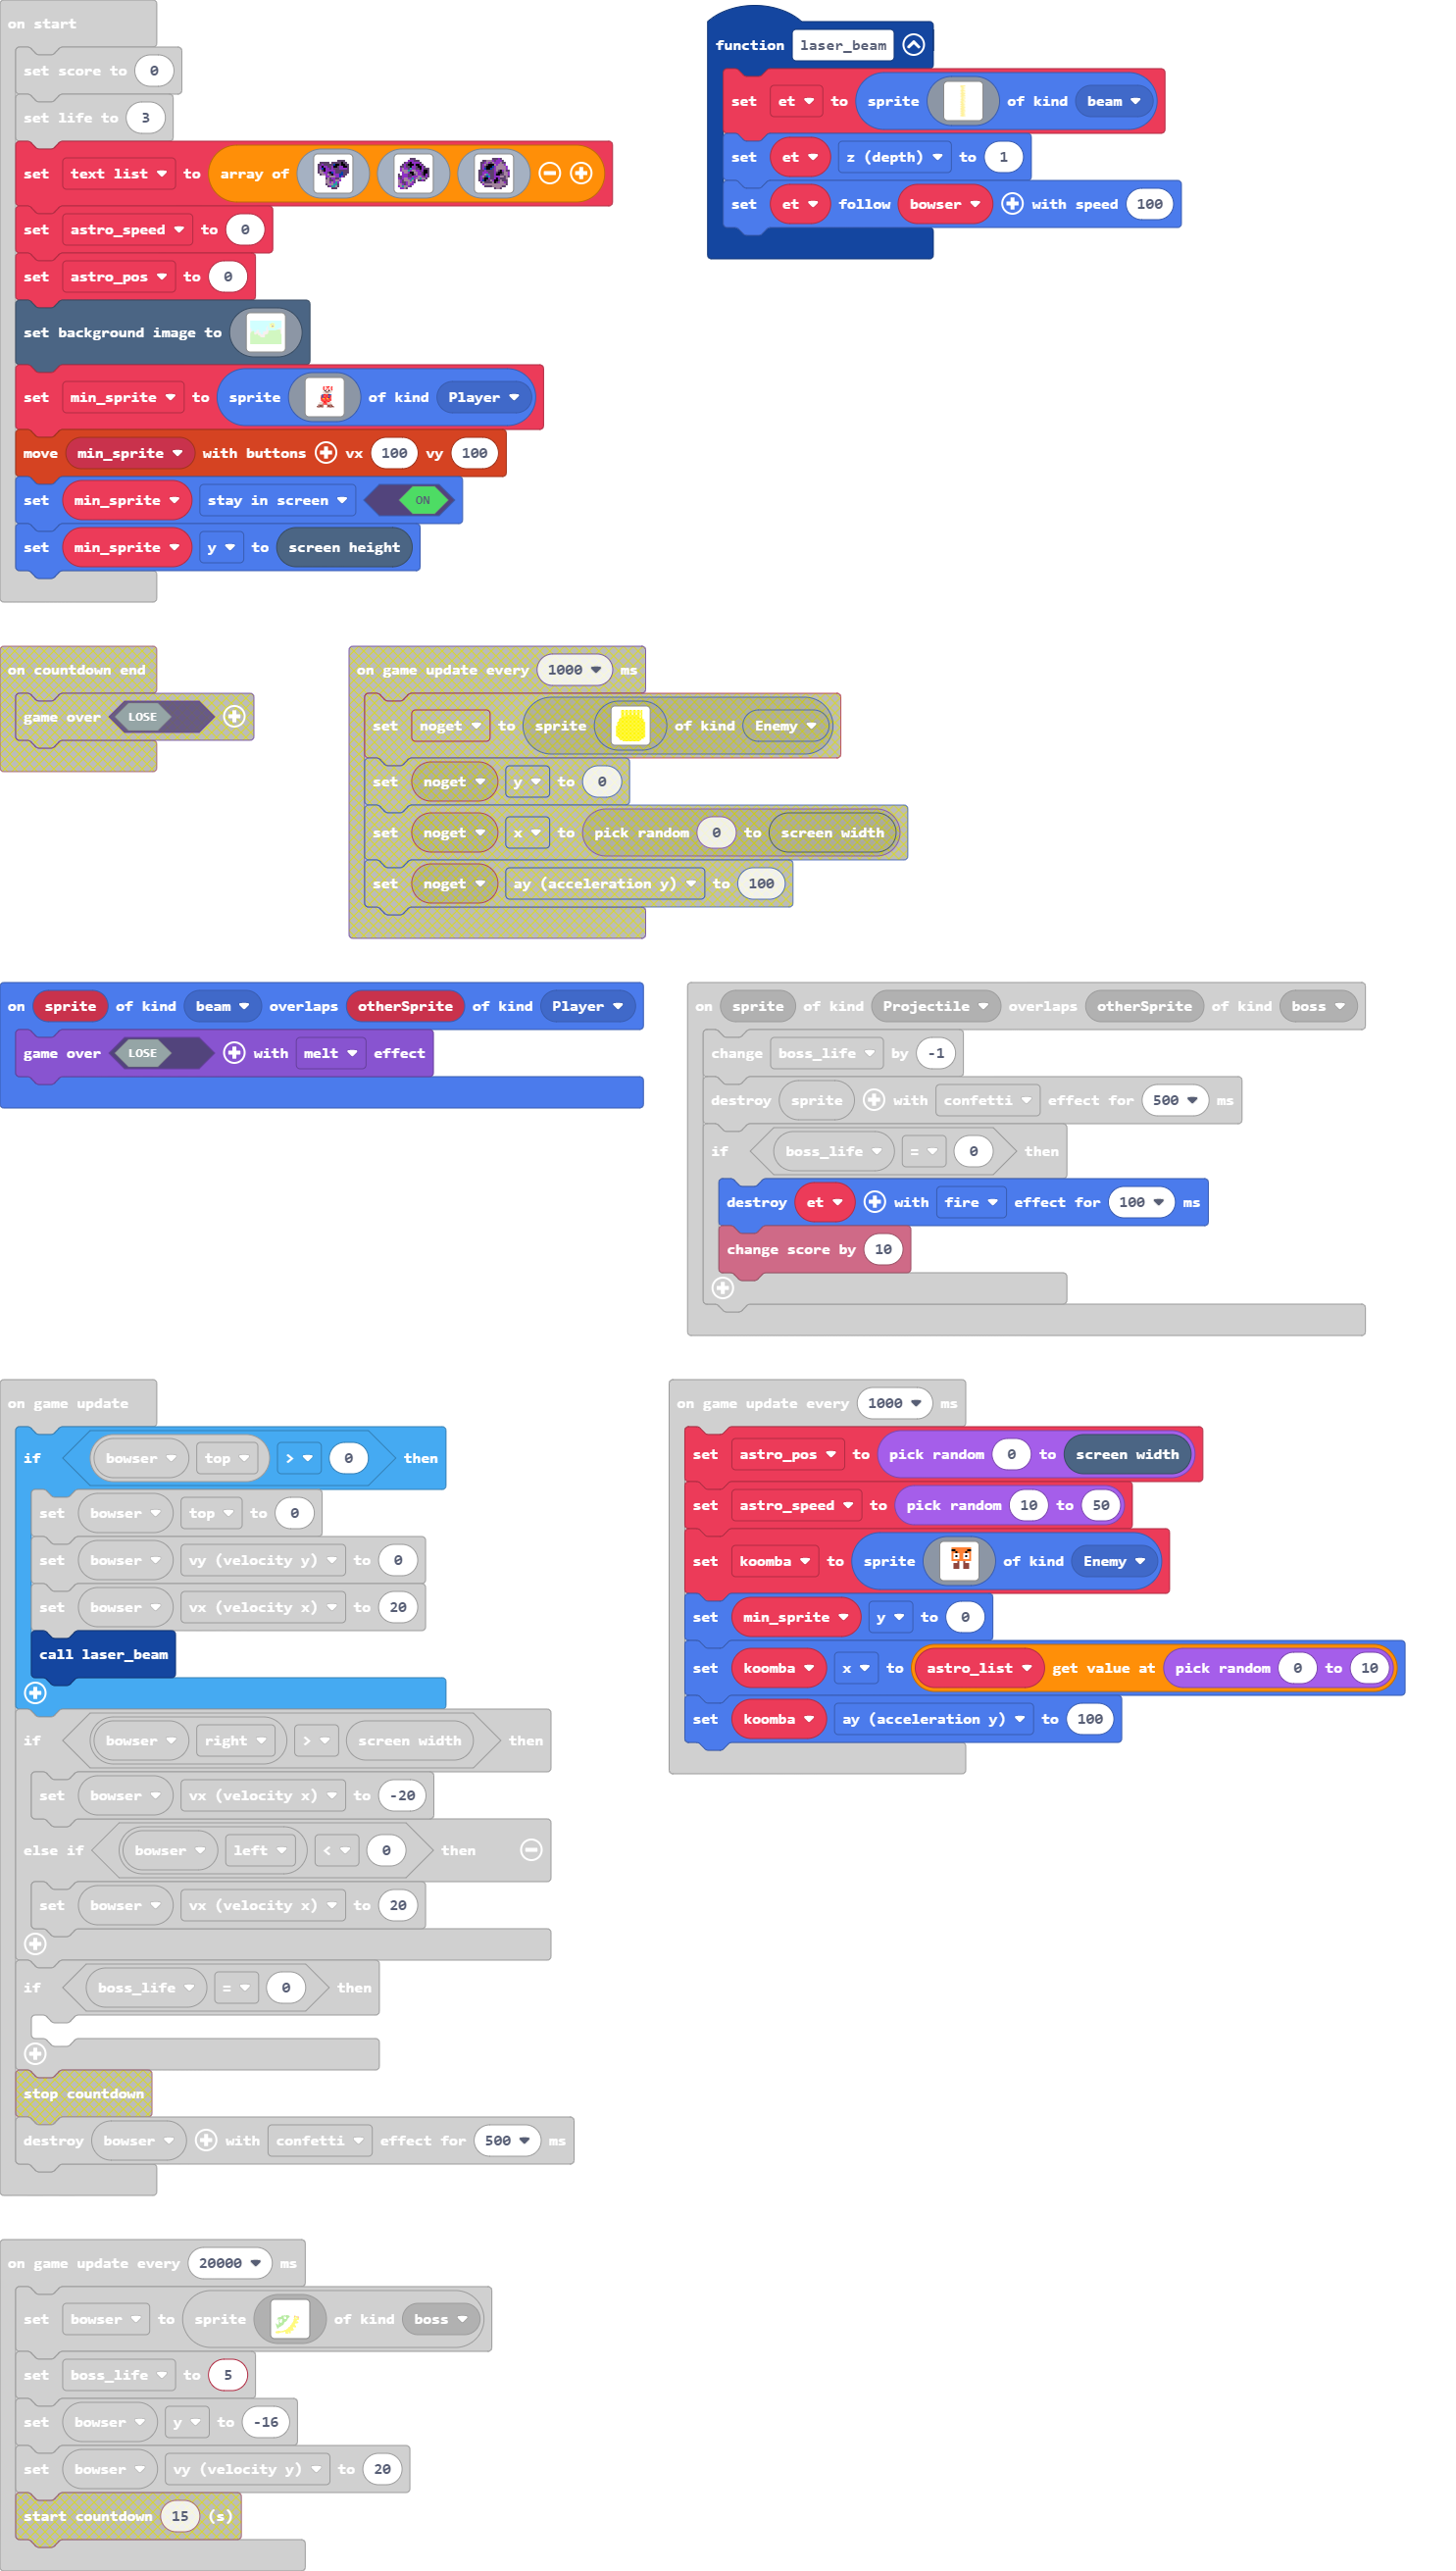 on start
set score to 0
set life to 3
set text list to array of
set astro_speed to 0
set astro_pos to 0
set background image to
set min_sprite to sprite of kind Player
move min_sprite with buttons vx 100 vy 100
set min_sprite stay in screen ON
set min_sprite y to screen height
function laser_beam
set et to sprite of kind beam
set et z (depth) to 1
set et follow bowser with speed 100
on countdown end
game over LOSE
on game update every 1000 ms
set noget to sprite of kind Enemy
set noget y to 0
set noget x to pick random 0 to screen width
set noget ay (acceleration y) to 100
on sprite of kind beam overlaps otherSprite of kind Player
game over LOSE with melt effect
on sprite of kind Projectile overlaps otherSprite of kind boss
change boss_life by -1
destroy sprite with confetti effect for 500 ms
if boss_life = 0 then
destroy et with fire effect for 100 ms
change score by 10
on game update
if bowser top > 0 then
set bowser top to 0
set bowser vy (velocity y) to 0
set bowser vx (velocity x) to 20
call laser_beam
if bowser right > screen width then
set bowser vx (velocity x) to -20
else if bowser left < 0 then
set bowser vx (velocity x) to 20
if boss_life = 0 then
stop countdown
destroy bowser with confetti effect for 500 ms
on game update every 1000 ms
set astro_pos to pick random 0 to screen width
set astro_speed to pick random 10 to 50
set koomba to sprite of kind Enemy
set min_sprite y to 0
set koomba x to astro_list get value at pick random 0 to 10
set koomba ay (acceleration y) to 100
on game update every 20000 ms
set bowser to sprite of kind boss
set boss_life to 5
set bowser y to -16
set bowser vy (velocity y) to 20
start countdown 15 (s)